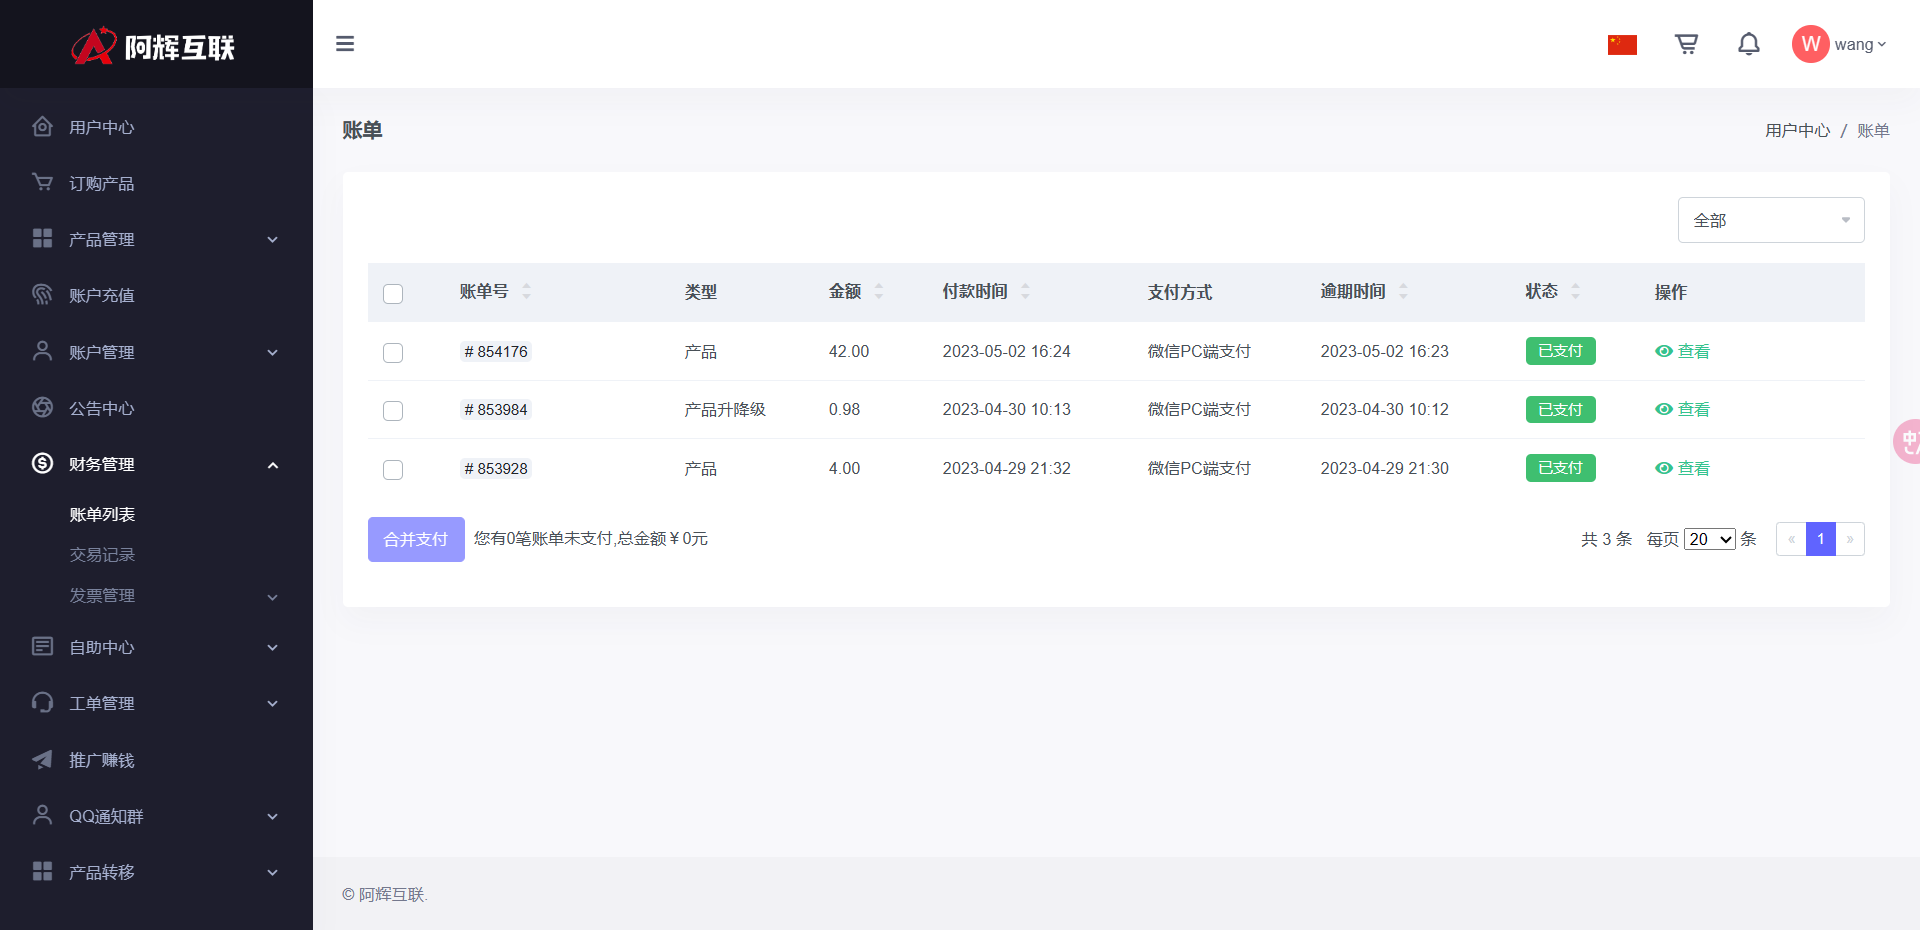 阿辉互联
用户中心
订购产品
产品管理
账户充值
账户管理
公告中心
财务管理
账单列表
交易记录
发票管理
自助中心
工单管理
推广赚钱
QQ通知群
产品转移
W wang
账单
用户中心 / 账单
全部
账单号 类型 金额 付款时间 支付方式 逾期时间 状态 操作
# 854176 产品 42.00 2023-05-02 16:24 微信PC端支付 2023-05-02 16:23 已支付 查看
# 853984 产品升降级 0.98 2023-04-30 10:13 微信PC端支付 2023-04-30 10:12 已支付 查看
# 853928 产品 4.00 2023-04-29 21:32 微信PC端支付 2023-04-29 21:30 已支付 查看
合并支付 您有0笔账单未支付,总金额￥0元
共 3 条 每页 20 条 « 1 »
中
© 阿辉互联.